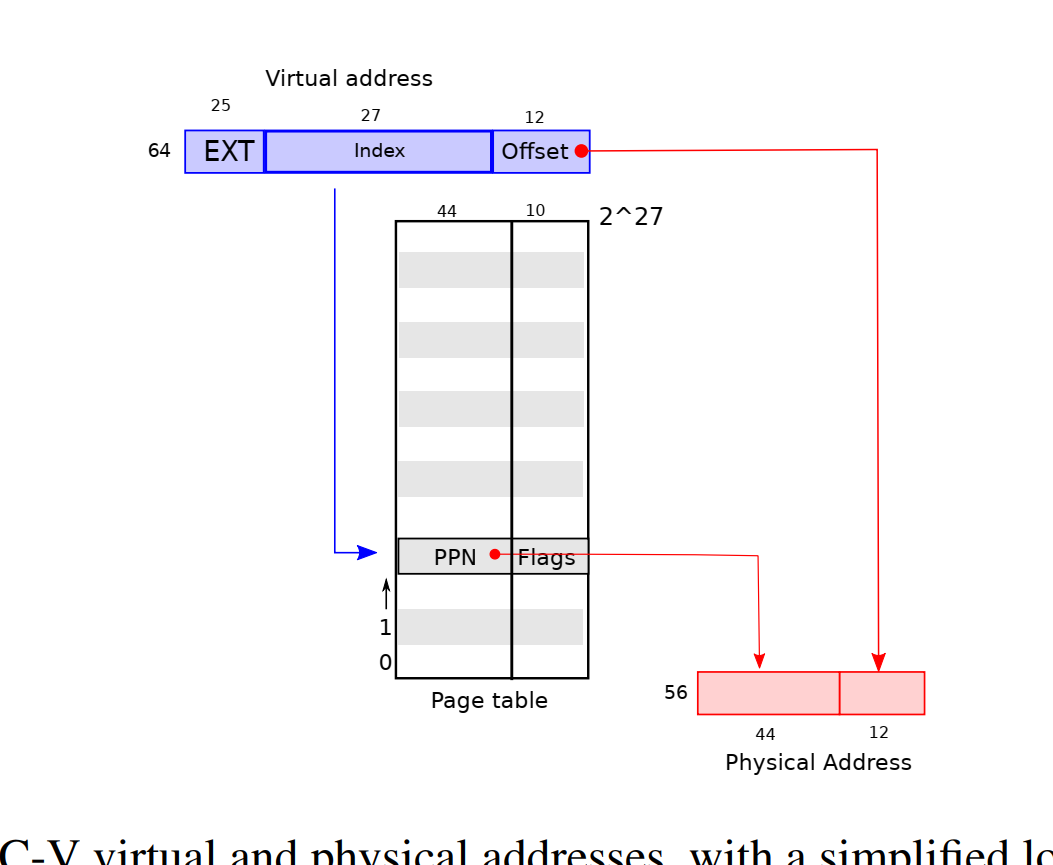 Virtual address
25
27
12
64
EXT
Index
Offset
44
10
2^27
PPN
Flags
1
0
Page table
56
44
12
Physical Address
C-V virtual and physical addresses, with a simplified lo